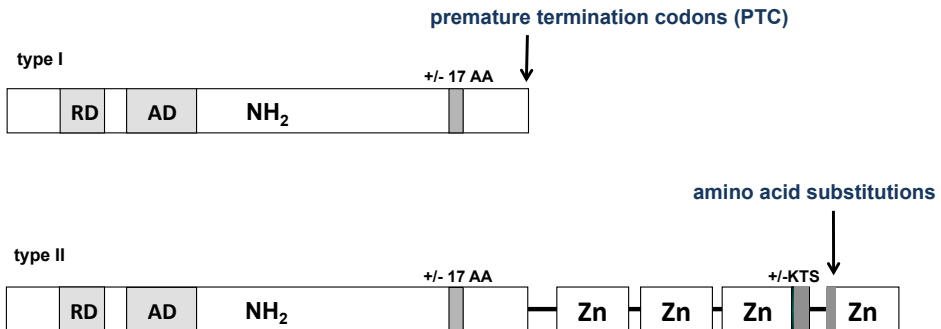 premature termination codons (PTC)
type I
+/- 17 AA
RD AD NH₂
amino acid substitutions
type II
+/- 17 AA +/-KTS
RD AD NH₂ Zn Zn Zn Zn